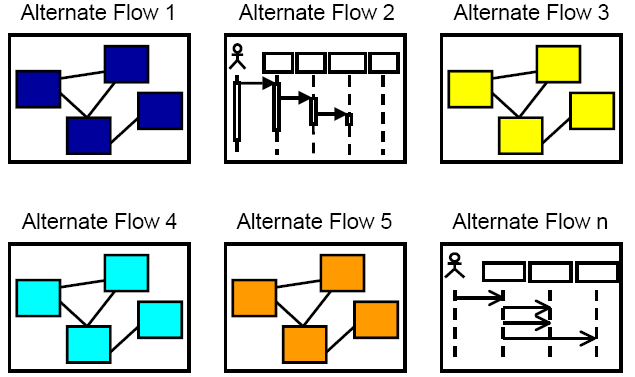 Alternate Flow 1
Alternate Flow 2
Alternate Flow 3
Alternate Flow 4
Alternate Flow 5
Alternate Flow n